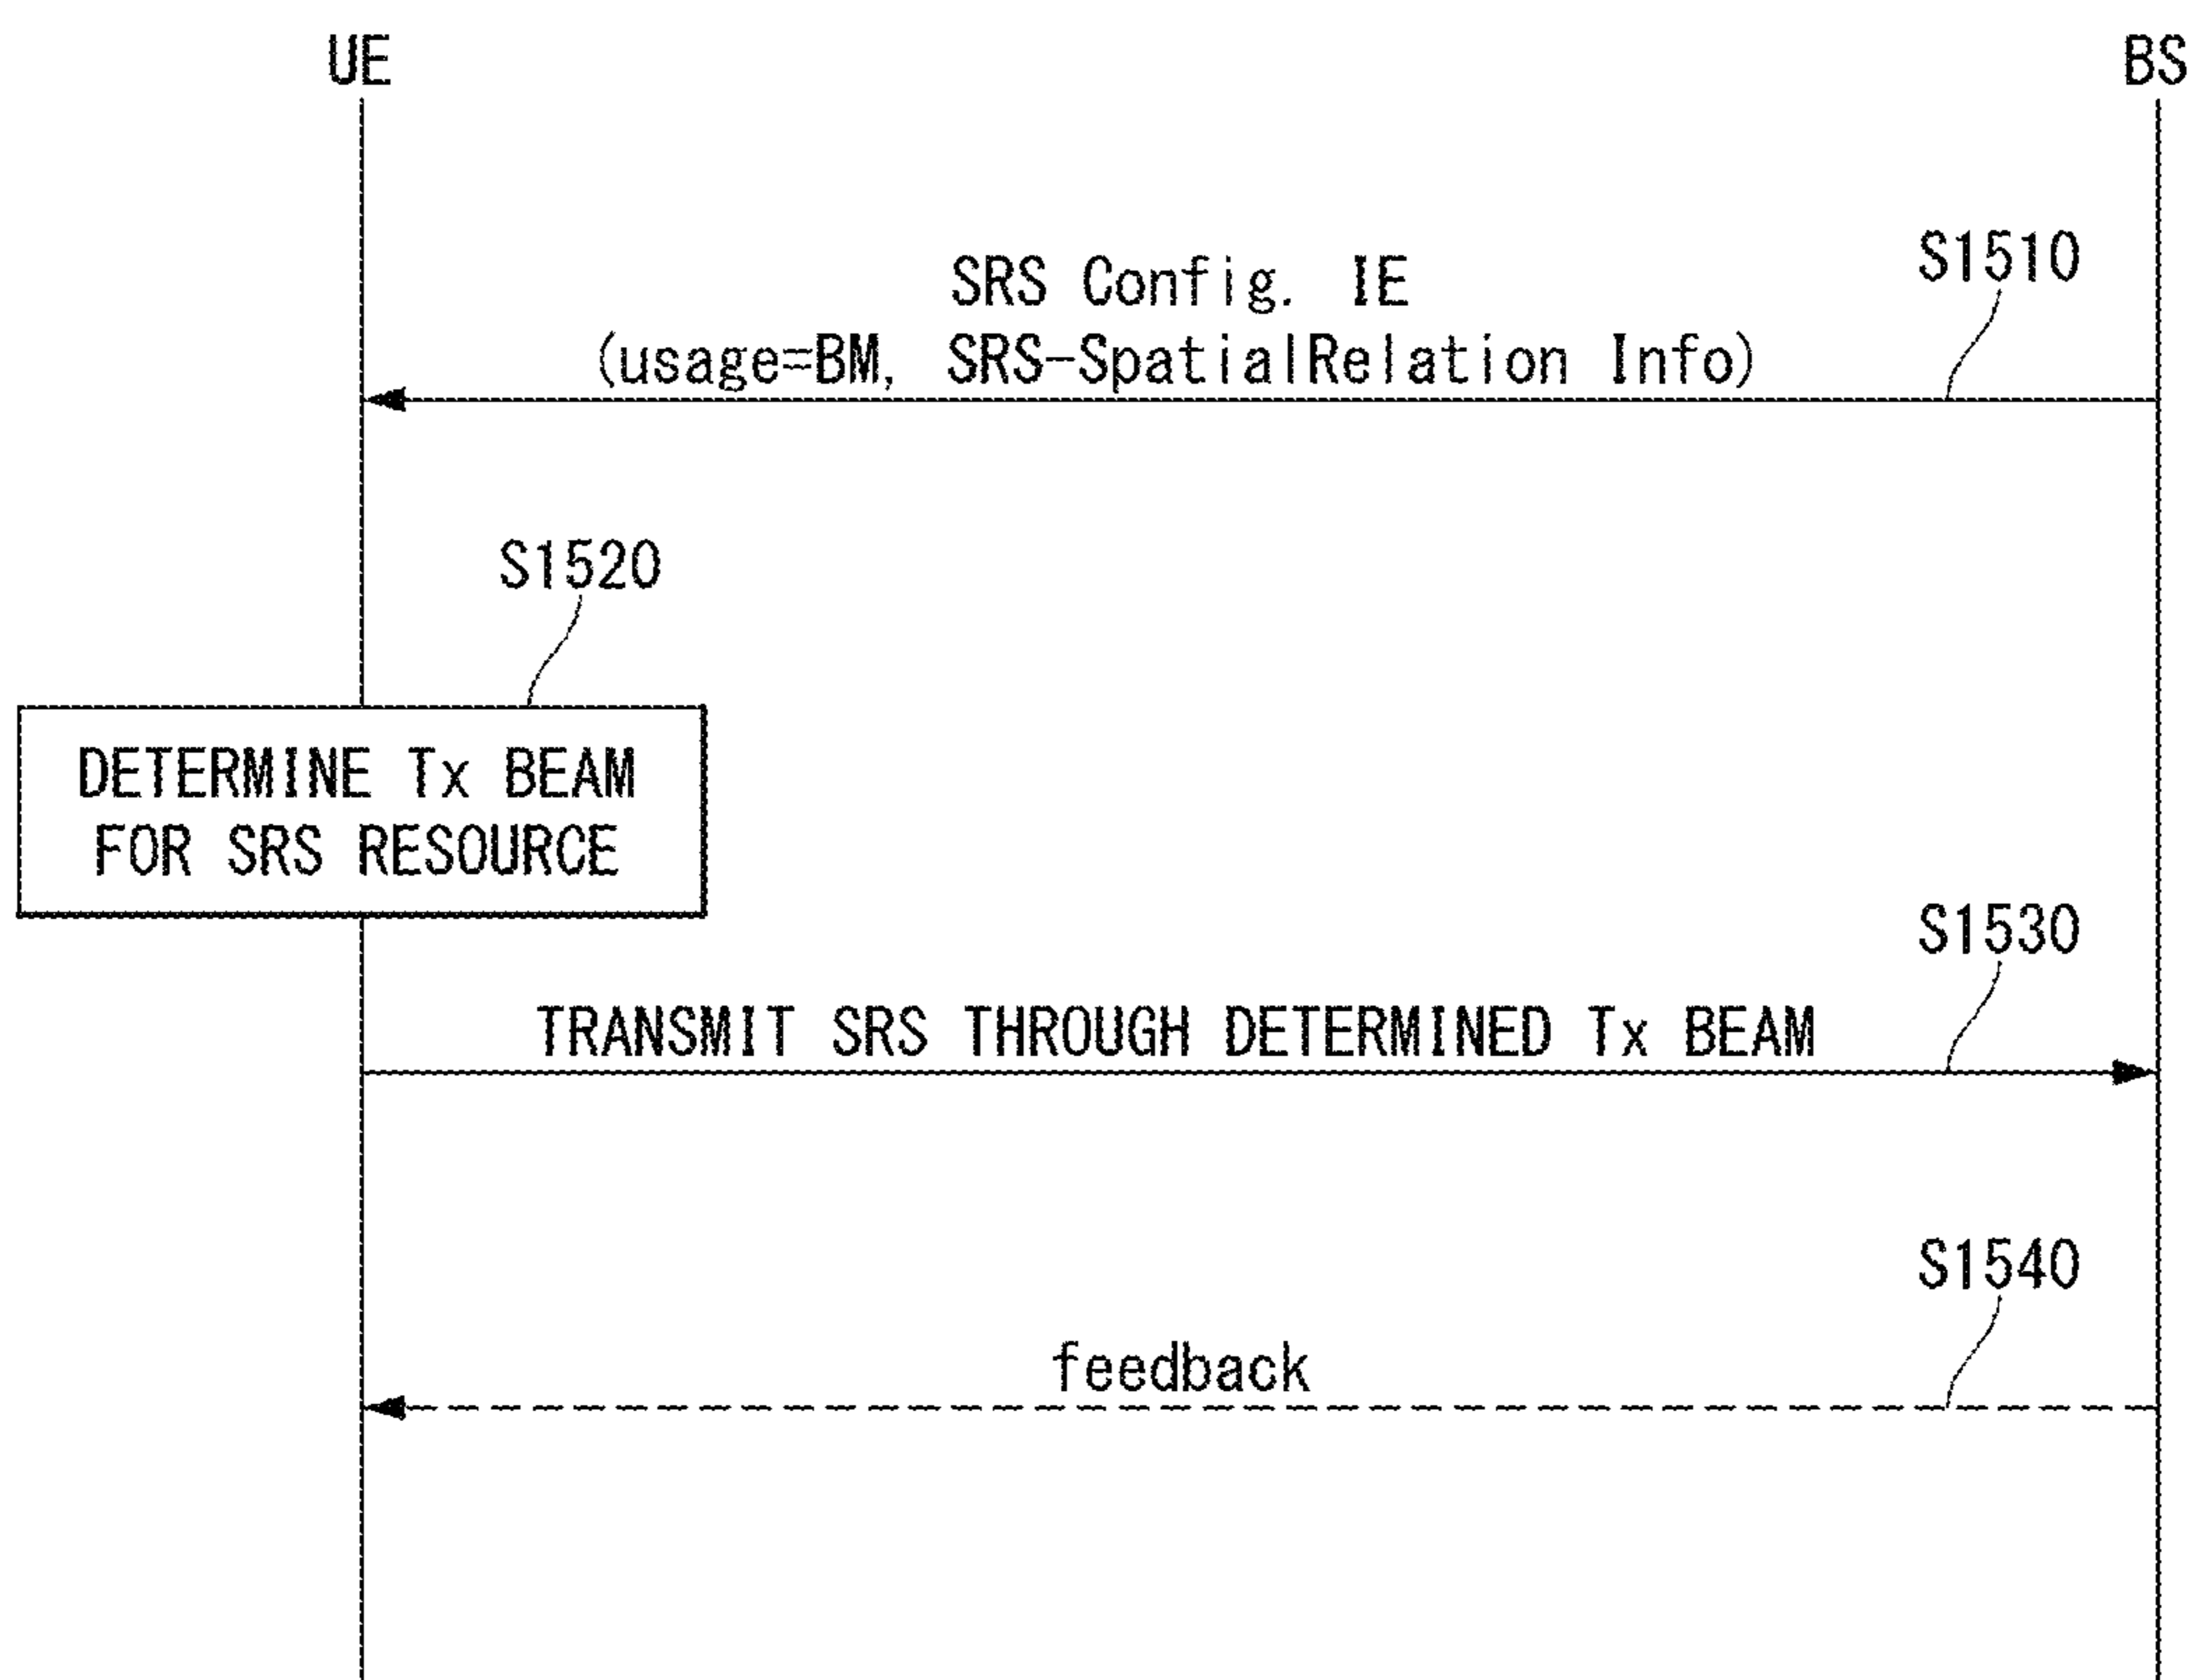 UE
BS
S1510
SRS Config. IE
(usage=BM, SRS-SpatialRelation Info)
S1520
DETERMINE Tx BEAM
FOR SRS RESOURCE
S1530
TRANSMIT SRS THROUGH DETERMINED Tx BEAM
S1540
feedback